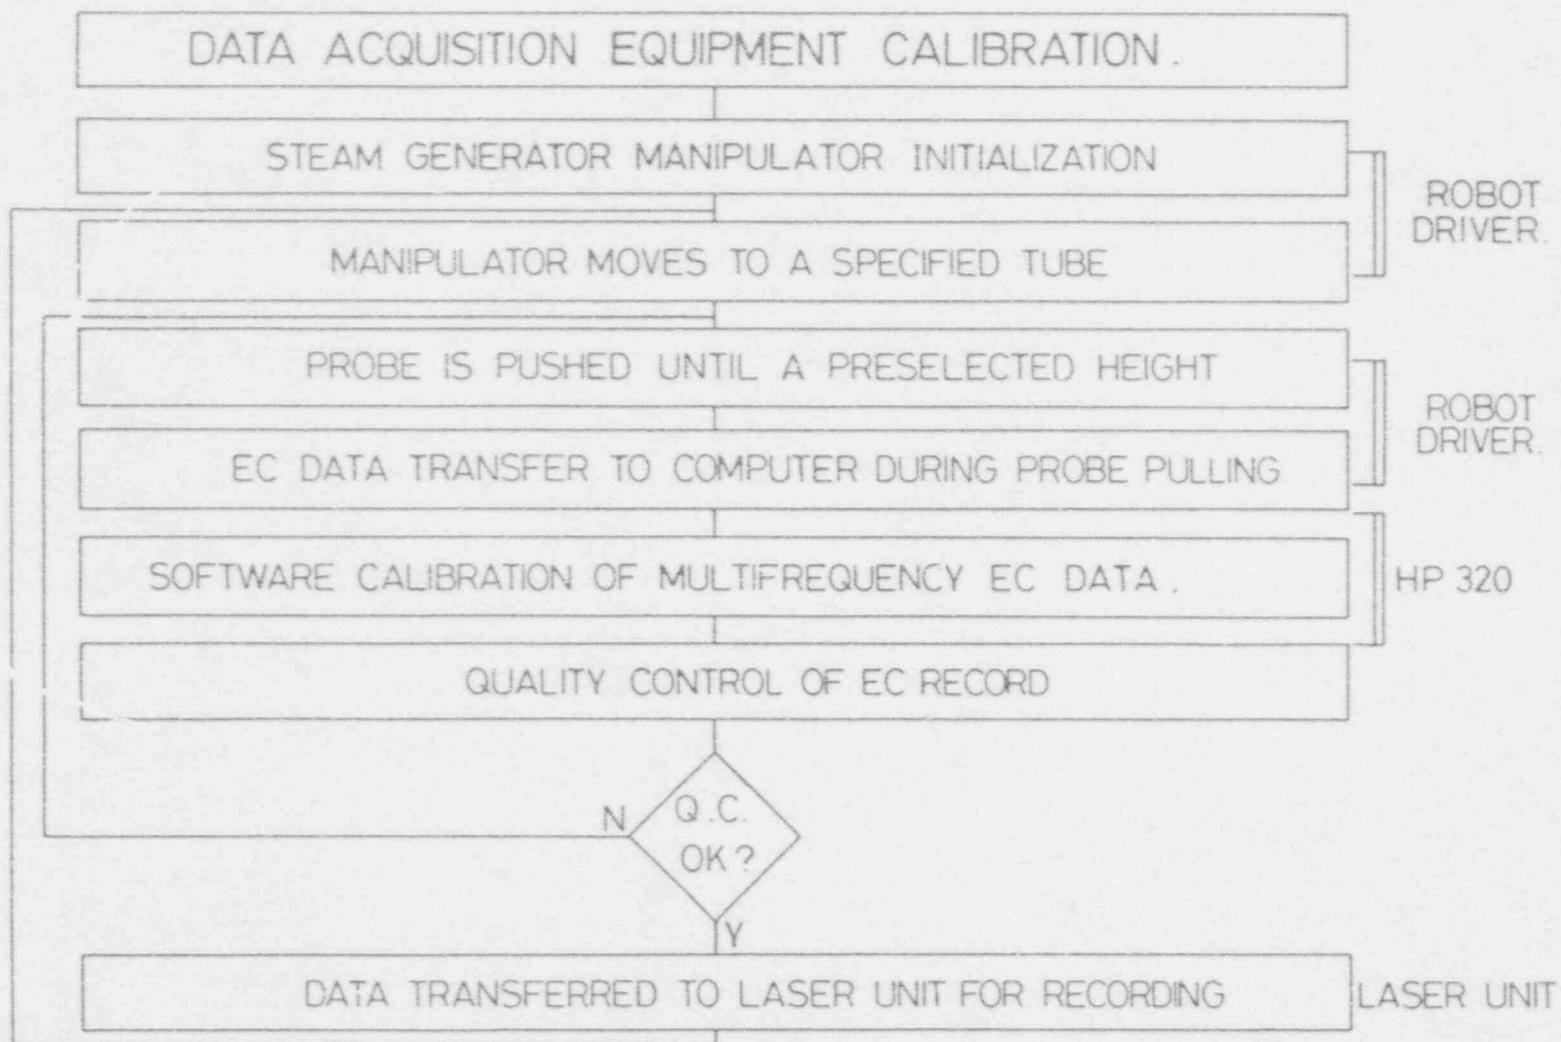 DATA ACQUISITION EQUIPMENT CALIBRATION.
STEAM GENERATOR MANIPULATOR INITIALIZATION
ROBOT
DRIVER.
MANIPULATOR MOVES TO A SPECIFIED TUBE
PROBE IS PUSHED UNTIL A PRESELECTED HEIGHT
ROBOT
DRIVER.
EC DATA TRANSFER TO COMPUTER DURING PROBE PULLING
SOFTWARE CALIBRATION OF MULTIFREQUENCY EC DATA.
HP 320
QUALITY CONTROL OF EC RECORD
N
Q.C.
OK?
Y
DATA TRANSFERRED TO LASER UNIT FOR RECORDING
LASER UNIT